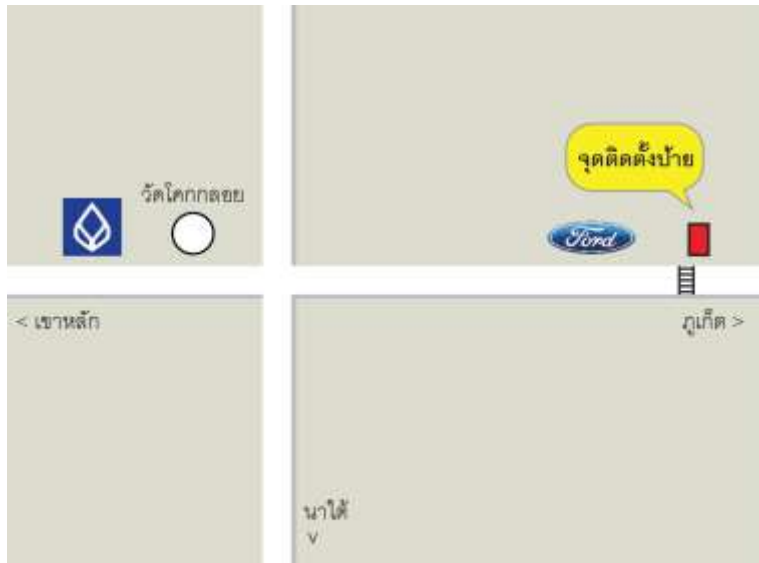 จุดติดตั้งป้าย
วัดโคกกลอย
Ford
< เขาหลัก
ภูเก็ต >
นาใต้
v